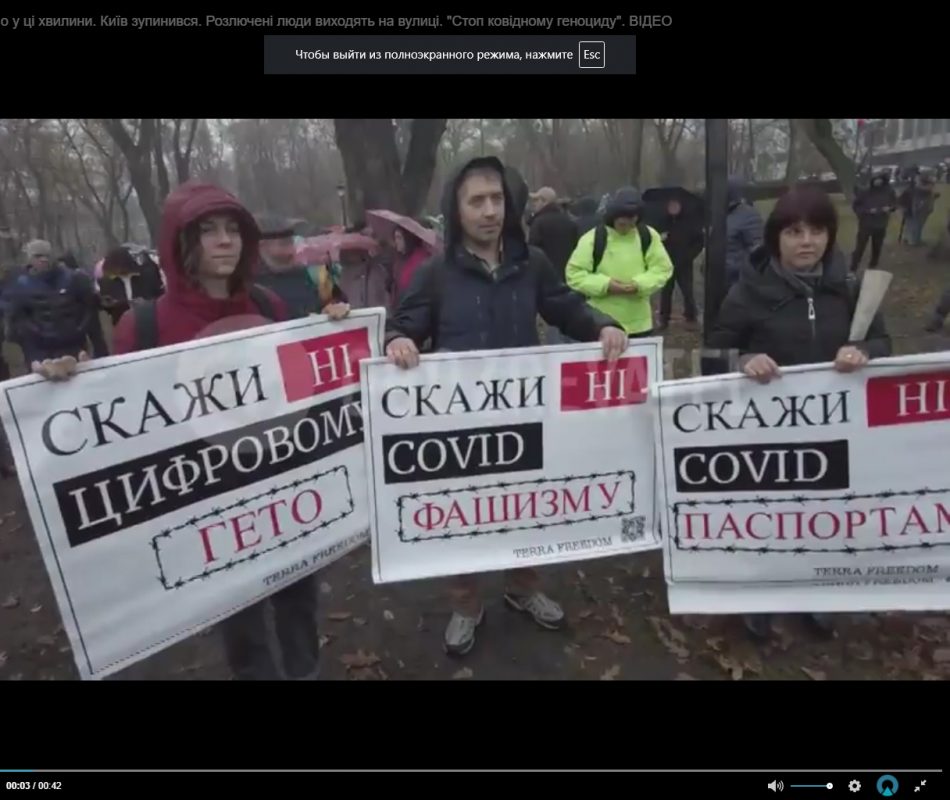 о у ці хвилини. Київ зупинився. Розлючені люди виходять на вулиці. "Стоп ковідному геноциду". ВІДЕО
Чтобы выйти из полноэкранного режима, нажмите Esc
СКАЖИ НІ
ЦИФРОВОМУ
ГЕТО
TERRA FREEDOM
СКАЖИ НІ
COVID
ФАШИЗМУ
TERRA FREEDOM
СКАЖИ НІ
COVID
ПАСПОРТАМ
TERRA FREEDOM
00:03 / 00:42